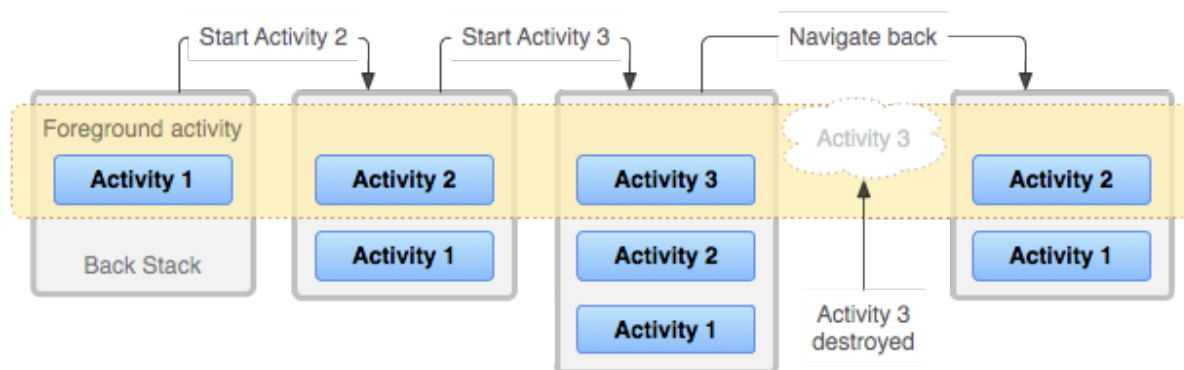 Start Activity 2
Start Activity 3
Navigate back
Foreground activity
Activity 1
Back Stack
Activity 2
Activity 1
Activity 3
Activity 2
Activity 1
Activity 3
Activity 3
destroyed
Activity 2
Activity 1